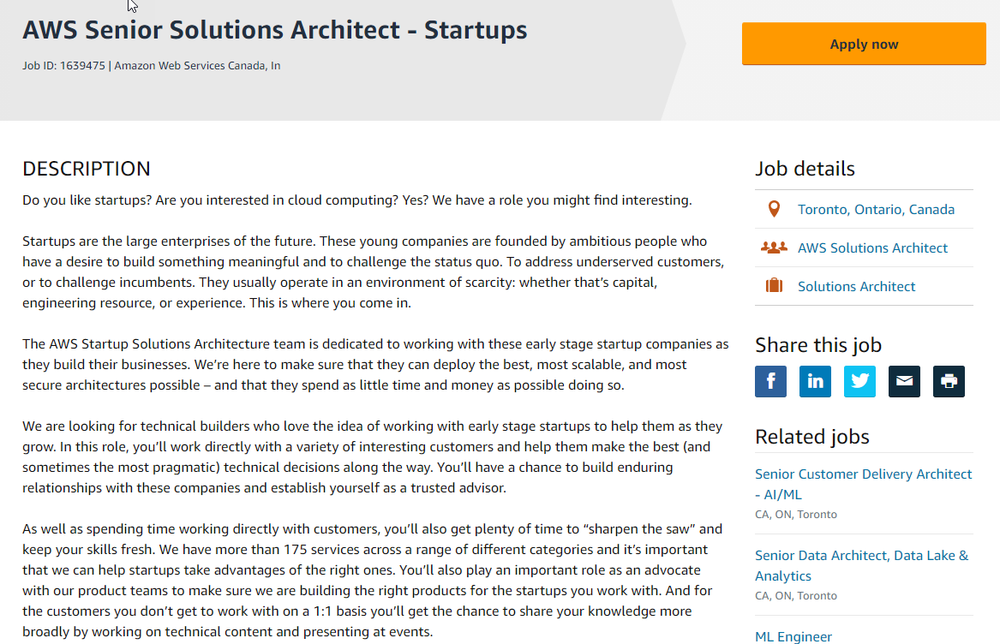 AWS Senior Solutions Architect - Startups
Job ID: 1639475 | Amazon Web Services Canada, In
Apply now
DESCRIPTION
Do you like startups? Are you interested in cloud computing? Yes? We have a role you might find interesting.
Startups are the large enterprises of the future. These young companies are founded by ambitious people who
have a desire to build something meaningful and to challenge the status quo. To address underserved customers,
or to challenge incumbents. They usually operate in an environment of scarcity: whether that’s capital,
engineering resource, or experience. This is where you come in.
The AWS Startup Solutions Architecture team is dedicated to working with these early stage startup companies as
they build their businesses. We’re here to make sure that they can deploy the best, most scalable, and most
secure architectures possible – and that they spend as little time and money as possible doing so.
We are looking for technical builders who love the idea of working with early stage startups to help them as they
grow. In this role, you’ll work directly with a variety of interesting customers and help them make the best (and
sometimes the most pragmatic) technical decisions along the way. You’ll have a chance to build enduring
relationships with these companies and establish yourself as a trusted advisor.
As well as spending time working directly with customers, you’ll also get plenty of time to “sharpen the saw” and
keep your skills fresh. We have more than 175 services across a range of different categories and it’s important
that we can help startups take advantages of the right ones. You’ll also play an important role as an advocate
with our product teams to make sure we are building the right products for the startups you work with. And for
the customers you don’t get to work with on a 1:1 basis you’ll get the chance to share your knowledge more
broadly by working on technical content and presenting at events.
Job details
Toronto, Ontario, Canada
AWS Solutions Architect
Solutions Architect
Share this job
f
in
Related jobs
Senior Customer Delivery Architect
- AI/ML
CA, ON, Toronto
Senior Data Architect, Data Lake &
Analytics
CA, ON, Toronto
ML Engineer